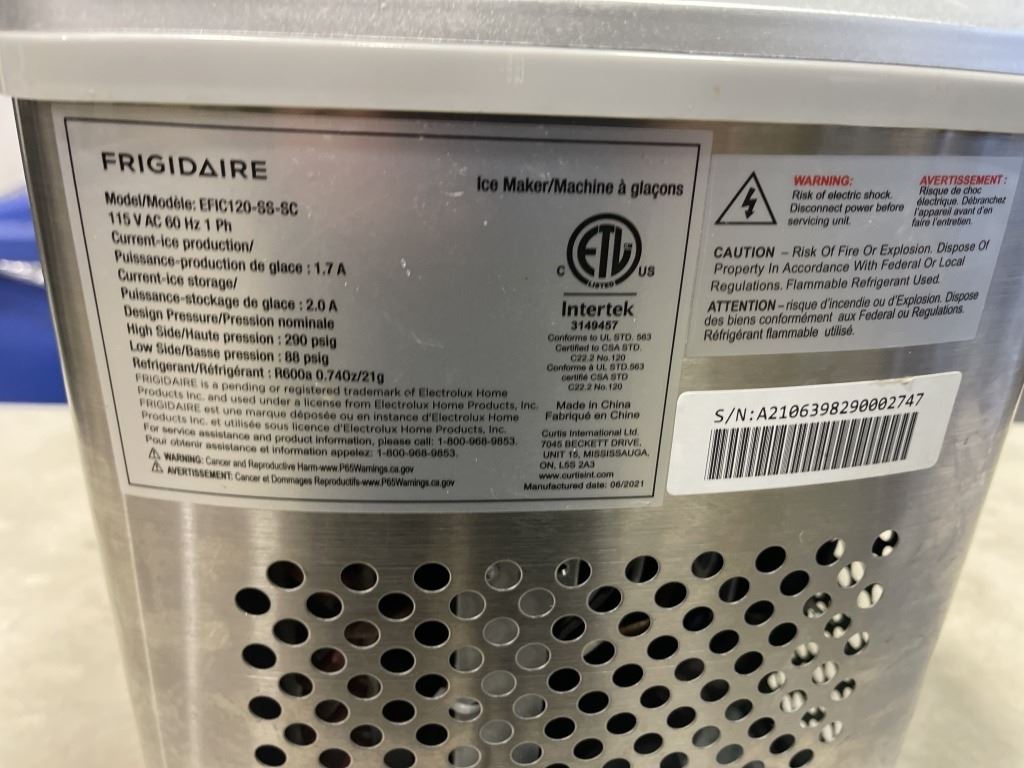 FRIGIDAIRE
Ice Maker/Machine à glaçons
Model/Modéle: EFIC120-SS-SC
115 V AC 60 Hz 1 Ph
Current-ice production/
Puissance-production de glace : 1.7 A
Current-ice storage/
Puissance-stockage de glace : 2.0 A
Design Pressure/Pression nominale
High Side/Haute pression : 290 psig
Low Side/Basse pression : 88 psig
Refrigerant/Réfrigérant : R600a 0.740z/21g
FRIGIDAIRE is a pending or registered trademark of Electrolux Home
Products Inc. and used under a license from Electrolux Home Products, Inc.
FRIGIDAIRE est une marque déposée ou en instance d'Electrolux Home
Products Inc. et utilisée sous licence d'Electrolux Home Products, Inc.
For service assistance and product information, please call: 1-800-968-9853.
Pour obtenir assistance et information appelez: 1-800-968-9853.
WARNING: Cancer and Reproductive Harm-www.P65Warnings.ca.gov
AVERTISSEMENT: Cancer et Dommages Reproductifs-www.P65Warnings.ca.gov
ETL CM
LISTED
C US
Intertek
3149457
Conforms to UL STD. 563
Certified to CSA STD.
C22.2 No.120
Conforme à UL STD.563
certifié CSA STD
C22.2 No.120
Made in China
Fabriqué en Chine
Curtis International Ltd.
7045 BECKETT DRIVE,
UNIT 15, MISSISSAUGA,
ON, L5S 2A3
www.curtisint.com
Manufactured date: 06/2021
WARNING:
Risk of electric shock.
Disconnect power before
servicing unit.
AVERTISSEMENT:
Risque de choc
électrique. Débranchez
l'appareil avant d'en
faire l'entretien.
CAUTION – Risk Of Fire Or Explosion. Dispose Of
Property In Accordance With Federal Or Local
Regulations. Flammable Refrigerant Used.
ATTENTION – risque d'incendie ou d'Explosion. Dispose
des biens conformément aux Federal ou Regulations.
Réfrigérant flammable utilisé.
S/N:A2106398290002747